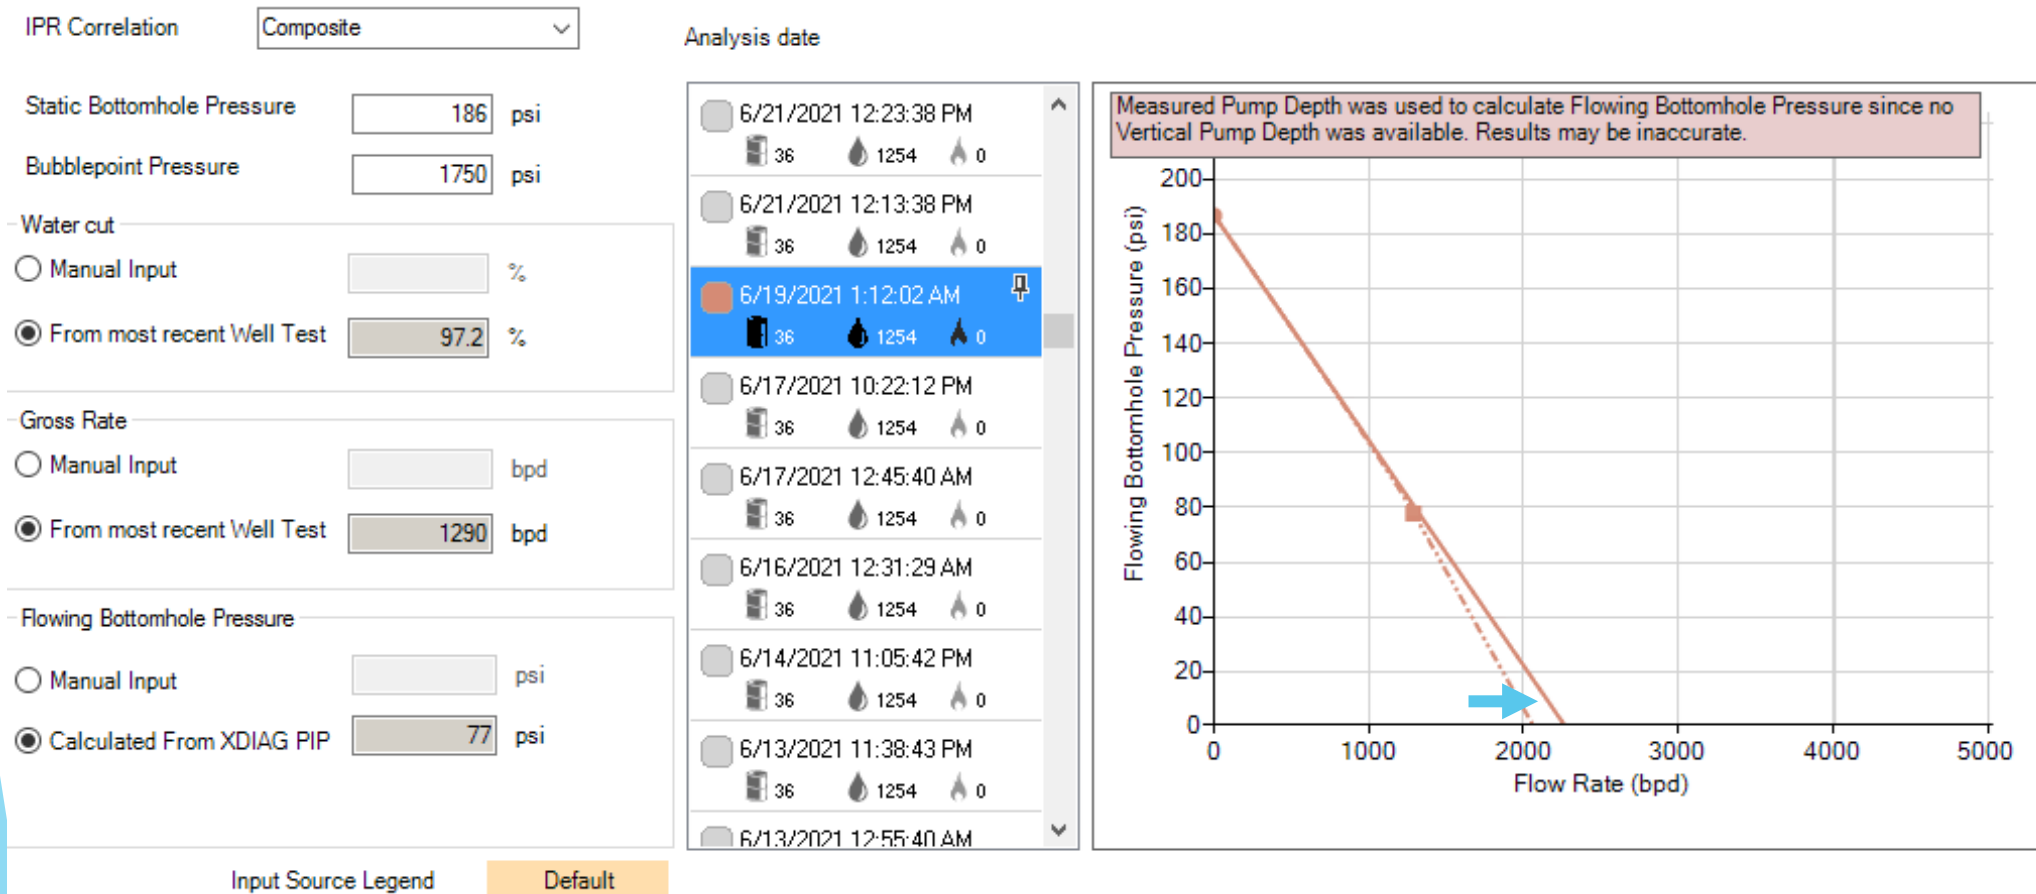 IPR Correlation
Composite
Analysis date
Static Bottomhole Pressure
186 psi
Bubblepoint Pressure
1750 psi
Water cut
Manual Input
%
From most recent Well Test
97.2 %
Gross Rate
Manual Input
bpd
From most recent Well Test
1290 bpd
Flowing Bottomhole Pressure
Manual Input
psi
Calculated From XDIAG PIP
77 psi
Input Source Legend
Default
6/21/2021 12:23:38 PM
36 1254 0
6/21/2021 12:13:38 PM
36 1254 0
6/19/2021 1:12:02 AM
36 1254 0
6/17/2021 10:22:12 PM
36 1254 0
6/17/2021 12:45:40 AM
36 1254 0
6/16/2021 12:31:29 AM
36 1254 0
6/14/2021 11:05:42 PM
36 1254 0
6/13/2021 11:38:43 PM
36 1254 0
6/13/2021 12:55:40 AM
Measured Pump Depth was used to calculate Flowing Bottomhole Pressure since no
Vertical Pump Depth was available. Results may be inaccurate.
Flowing Bottomhole Pressure (psi)
200
180
160
140
120
100
80
60
40
20
0
0 1000 2000 3000 4000 5000
Flow Rate (bpd)